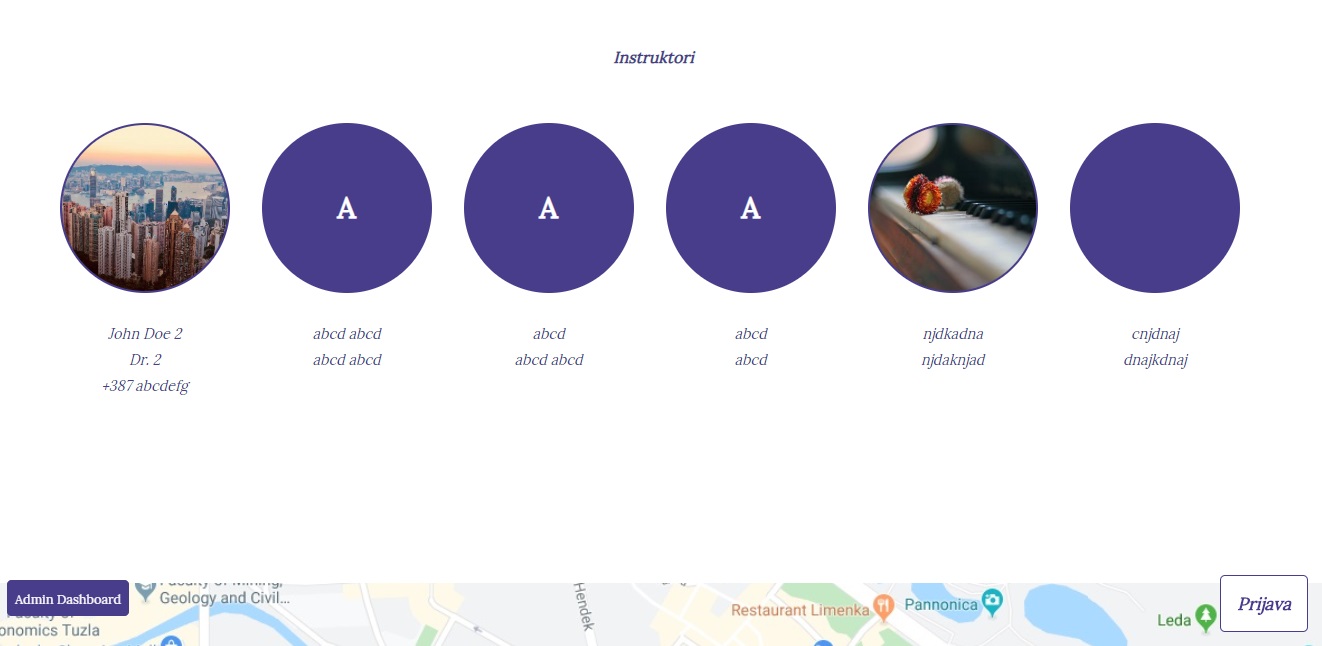 Instruktori
A
A
A
John Doe 2
Dr. 2
+387 abcdefg
abcd abcd
abcd abcd
abcd
abcd abcd
abcd
abcd
njdkadna
njdaknjad
cnjdnaj
dnajkdnaj
Admin Dashboard
Faculty of Mining,
Geology and Civil...
onomics Tuzla
Hendek
Restaurant Limenka
Pannonica
Leda
Prijava